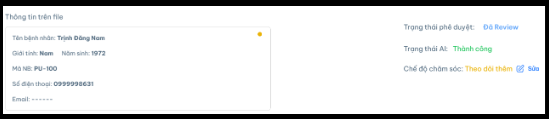 Thông tin trên file
Tên bệnh nhân: Trịnh Đăng Nam
Giới tính: Nam Năm sinh: 1972
Mã NB: PU-100
Số điện thoại: 0999998631
Email: ------
Trạng thái phê duyệt: Đã Review
Trạng thái AI: Thành công
Chế độ chăm sóc: Theo dõi thêm Sửa